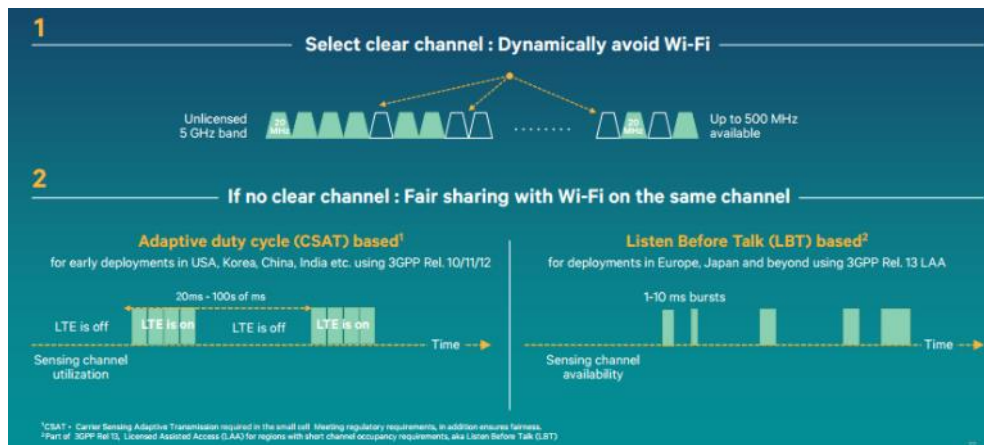 1
Select clear channel : Dynamically avoid Wi-Fi
Unlicensed
5 GHz band
20
MHz
20
MHz
Up to 500 MHz
available
2
If no clear channel : Fair sharing with Wi-Fi on the same channel
Adaptive duty cycle (CSAT) based¹
for early deployments in USA, Korea, China, India etc. using 3GPP Rel. 10/11/12
20ms - 100s of ms
LTE is off
LTE is on
LTE is off
LTE is on
Time
Sensing channel
utilization
Listen Before Talk (LBT) based²
for deployments in Europe, Japan and beyond using 3GPP Rel. 13 LAA
1-10 ms bursts
Time
Sensing channel
availability
¹CSAT - Carrier Sensing Adaptive Transmission required in the small cell Meeting regulatory requirements, in addition ensures fairness.
²Part of 3GPP Rel 13, Licensed Assisted Access (LAA) for regions with short channel occupancy requirements, aka Listen Before Talk (LBT)